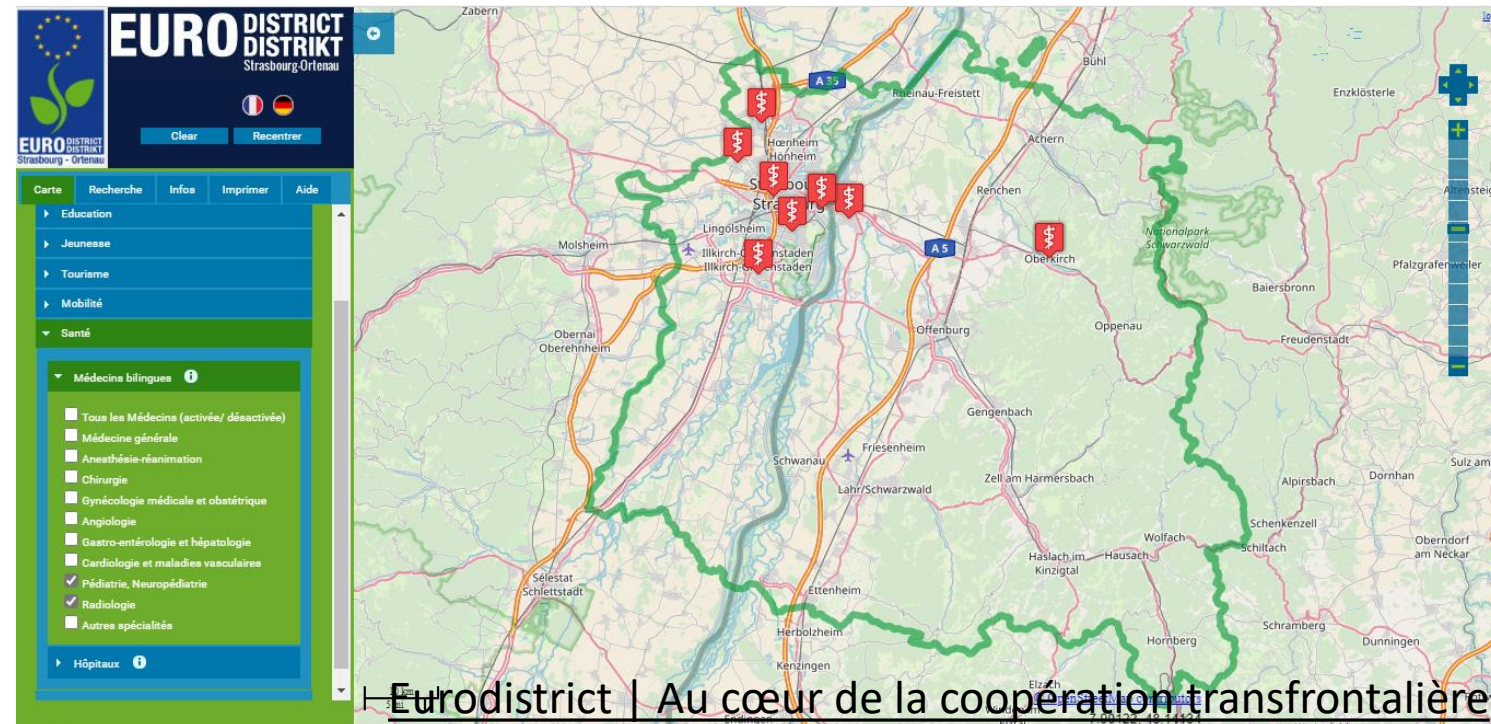 EURO DISTRICT
DISTRIKT
Strasbourg-Ortenau
EURO DISTRICT
DISTRIKT
Strasbourg - Ortenau
Clear
Recentrer
Carte
Recherche
Infos
Imprimer
Aide
Education
Jeunesse
Tourisme
Mobilité
Santé
Médecins bilingues
Tous les Médecins (activée/ désactivée)
Médecine générale
Anesthésie-réanimation
Chirurgie
Gynécologie médicale et obstétrique
Angiologie
Gastro-entérologie et hépatologie
Cardiologie et maladies vasculaires
Pédiatrie, Neuropédiatrie
Radiologie
Autres spécialités
Hôpitaux
Zabern
Bühl
A 35
Rheinau-Freistett
Enzklösterle
Hœnheim
Hönheim
Achern
Renchen
Lingolsheim
Molsheim
Illkirch-
Illkirch-
A 5
Oberkirch
Nationalpark
Schwarzwald
Pfalzgrafenweiler
Baiersbronn
Obernai
Oberehnheim
Offenburg
Oppenau
Freudenstadt
Gengenbach
Friesenheim
Schwanau
Lahr/Schwarzwald
Zell am Harmersbach
Alpirsbach
Dornhan
Sulz am
Schenkenzell
Wolfach
Schiltach
Oberndorf
am Neckar
Haslach im
Kinzigtal
Hausach
Sélestat
Schlettstadt
Ettenheim
Herbolzheim
Hornberg
Schramberg
Dunningen
Kenzingen
Elzach
Eurodistrict | Au cœur de la coopération transfrontalière
Endingen